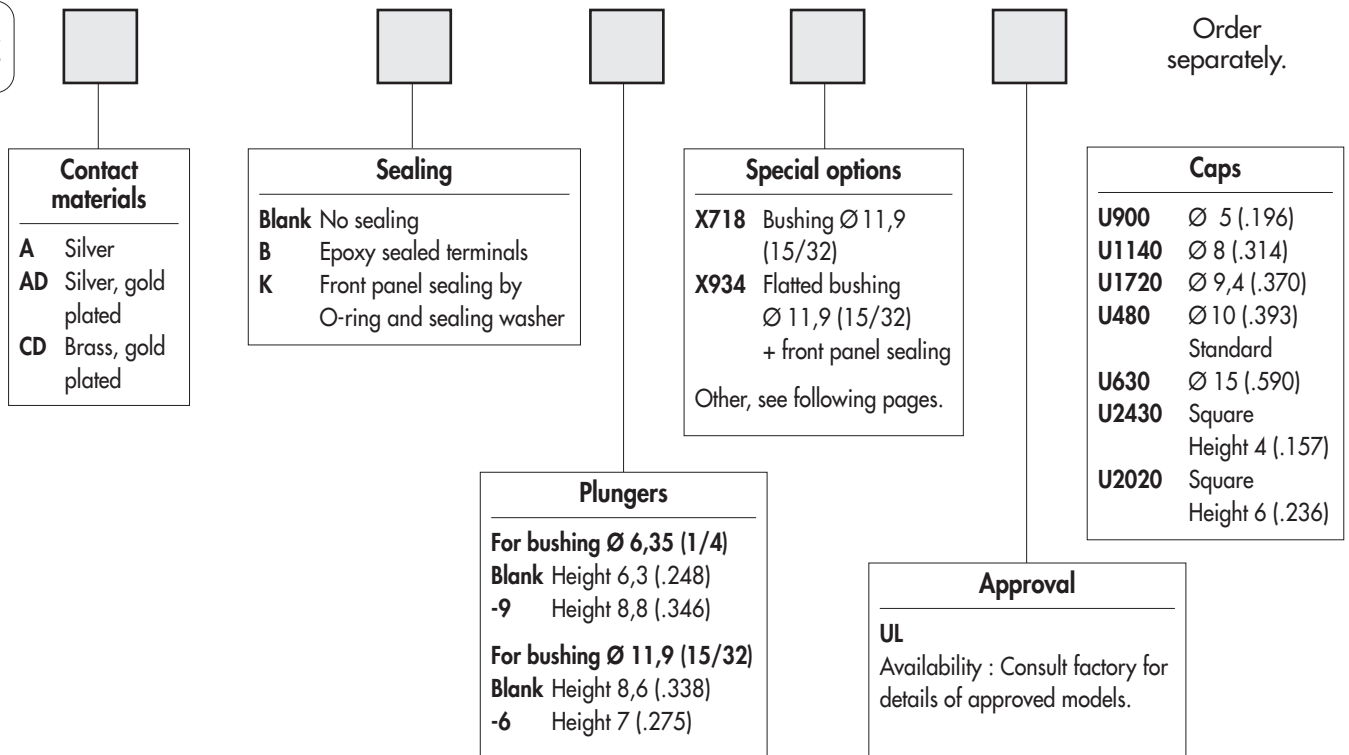 Order
separately.
Contact
materials
A Silver
AD Silver, gold
plated
CD Brass, gold
plated
Sealing
Blank No sealing
B Epoxy sealed terminals
K Front panel sealing by
O-ring and sealing washer
Plungers
For bushing Ø 6,35 (1/4)
Blank Height 6,3 (.248)
-9 Height 8,8 (.346)
For bushing Ø 11,9 (15/32)
Blank Height 8,6 (.338)
-6 Height 7 (.275)
Special options
X718 Bushing Ø 11,9
(15/32)
X934 Flatted bushing
Ø 11,9 (15/32)
+ front panel sealing
Other, see following pages.
Approval
UL
Availability : Consult factory for
details of approved models.
Caps
U900 Ø 5 (.196)
U1140 Ø 8 (.314)
U1720 Ø 9,4 (.370)
U480 Ø 10 (.393)
Standard
U630 Ø 15 (.590)
U2430 Square
Height 4 (.157)
U2020 Square
Height 6 (.236)